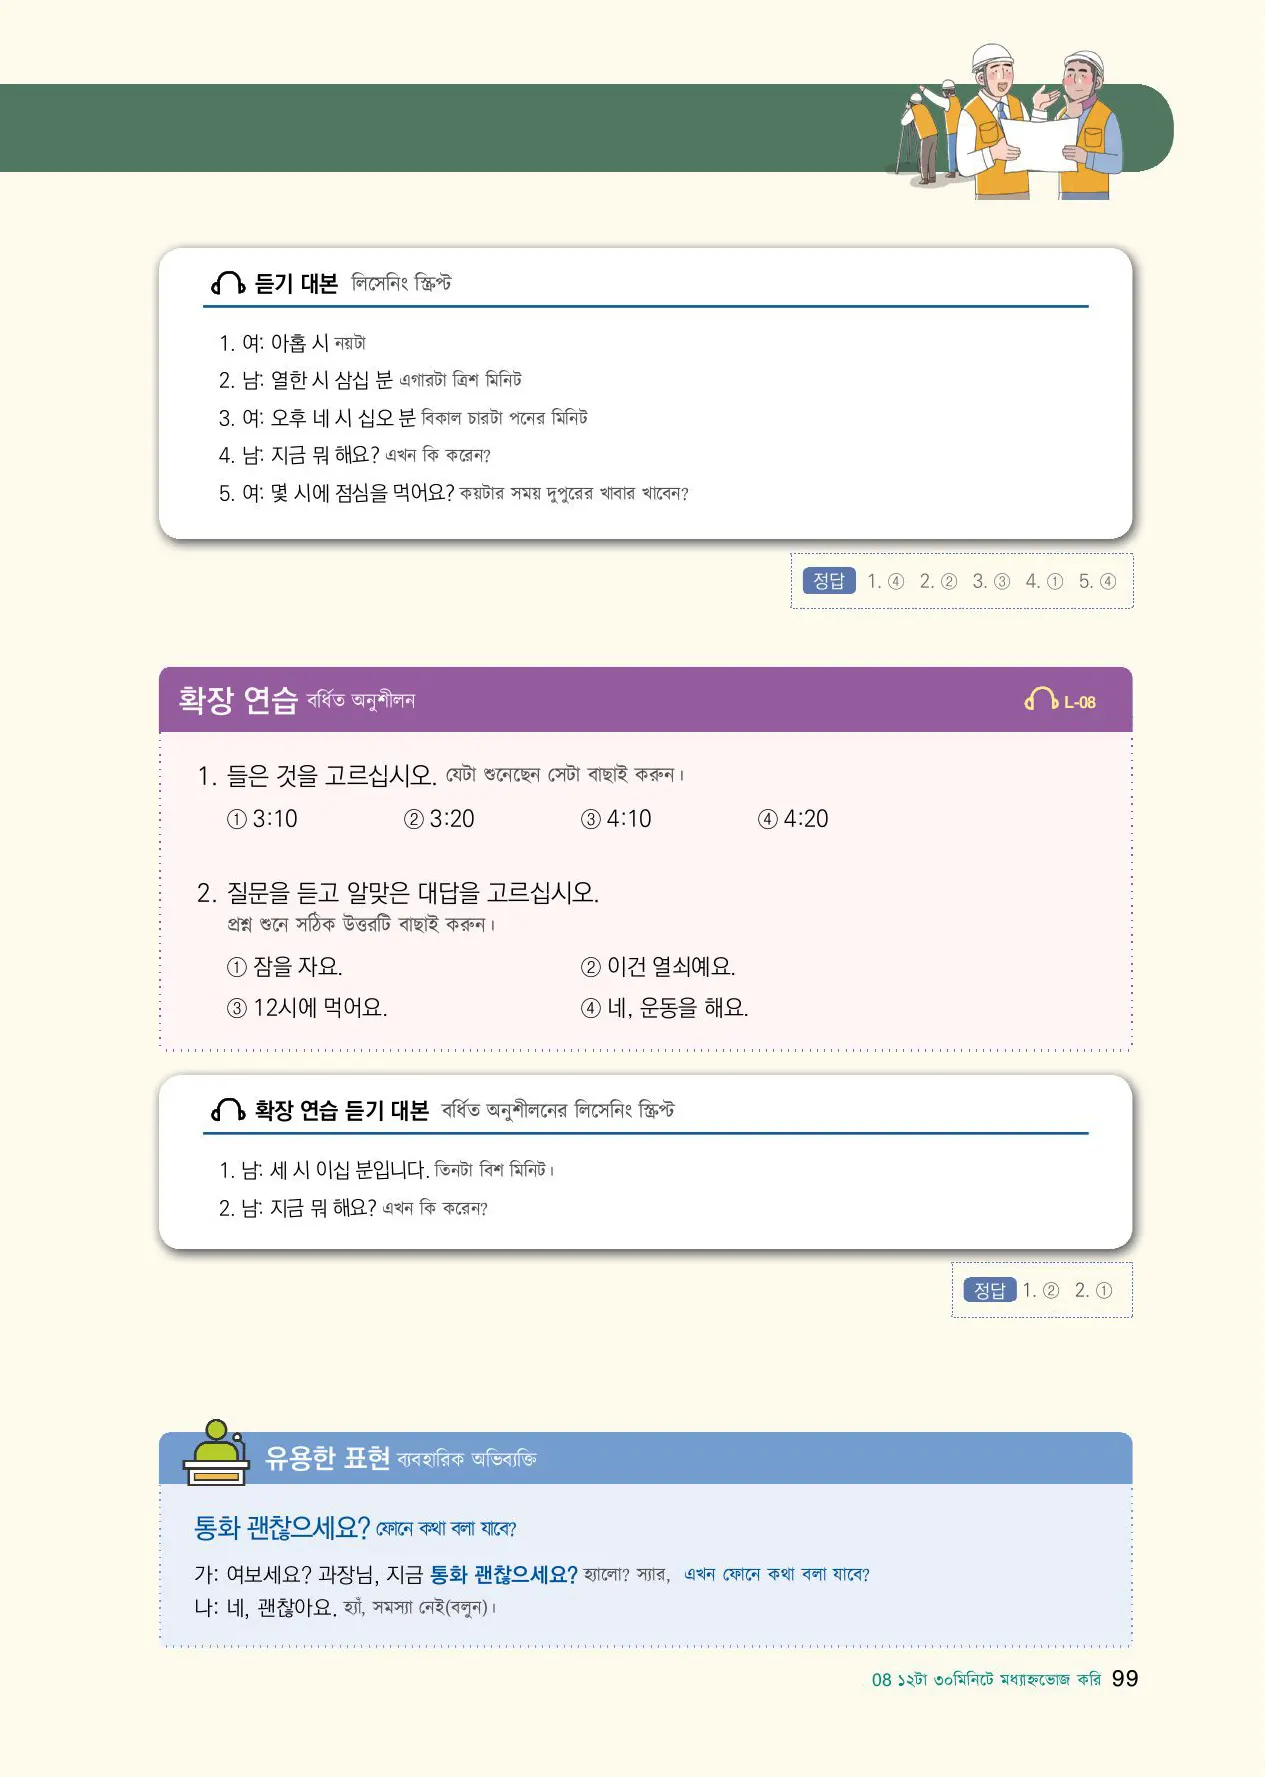 듣기 대본 লিসেনিং স্ক্রিপ্ট
1. 여: 아홉 시 নয়টা
2. 남: 열한 시 삼십 분 এগারটা ত্রিশ মিনিট
3. 여: 오후 네 시 십오 분 বিকাল চারটা পনের মিনিট
4. 남: 지금 뭐 해요? এখন কি করেন?
5. 여: 몇 시에 점심을 먹어요? কয়টার সময় দুপুরের খাবার খাবেন?
정답 1. ④ 2. ② 3. ③ 4. ① 5. ④
확장 연습 বর্ধিত অনুশীলন L-08
1. 들은 것을 고르십시오. যেটা শুনেছেন সেটা বাছাই করুন।
① 3:10 ② 3:20 ③ 4:10 ④ 4:20
2. 질문을 듣고 알맞은 대답을 고르십시오.
প্রশ্ন শুনে সঠিক উত্তরটি বাছাই করুন।
① 잠을 자요. ② 이건 열쇠예요.
③ 12시에 먹어요. ④ 네, 운동을 해요.
확장 연습 듣기 대본 বর্ধিত অনুশীলনের লিসেনিং স্ক্রিপ্ট
1. 남: 세 시 이십 분입니다. তিনটা বিশ মিনিট।
2. 남: 지금 뭐 해요? এখন কি করেন?
정답 1. ② 2. ①
유용한 표현 ব্যবহারিক অভিব্যক্তি
통화 괜찮으세요? ফোনে কথা বলা যাবে?
가: 여보세요? 과장님, 지금 통화 괜찮으세요? হ্যালো? স্যার, এখন ফোনে কথা বলা যাবে?
나: 네, 괜찮아요. হ্যাঁ, সমস্যা নেই(বলুন)।
08 ১২টা ৩০মিনিটে মধ্যাহ্নভোজ করি 99